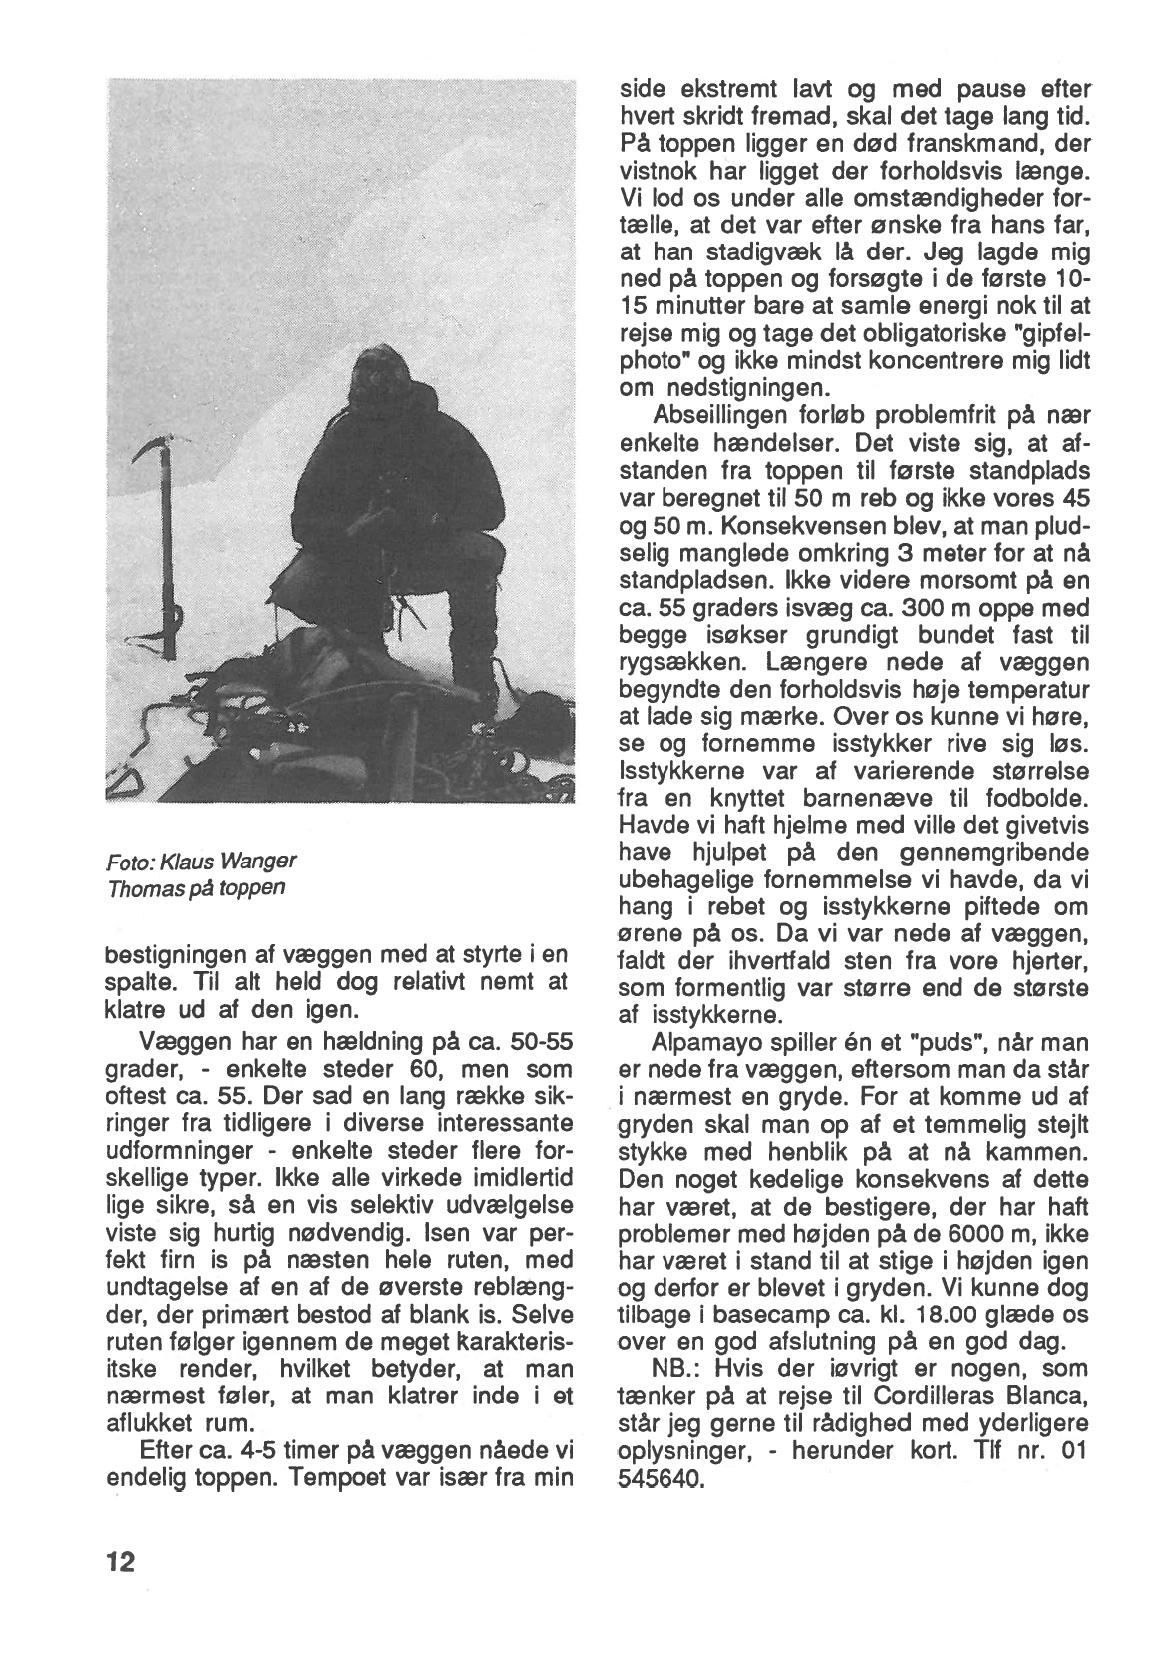 Foto: Klaus Wanger
Thomas på toppen
bestigningen af væggen med at styrte i en
spalte. Til alt held dog relativt nemt at
klatre ud af den igen.
Væggen har en hældning på ca. 50-55
grader, - enkelte steder 60, men som
oftest ca. 55. Der sad en lang række sik-
ringer fra tidligere i diverse interessante
udformninger - enkelte steder flere for-
skellige typer. Ikke alle virkede imidlertid
lige sikre, så en vis selektiv udvælgelse
viste sig hurtig nødvendig. Isen var per-
fekt firn is på næsten hele ruten, med
undtagelse af en af de øverste reblæng-
der, der primært bestod af blank is. Selve
ruten følger igennem de meget karakteris-
itske render, hvilket betyder, at man
nærmest føler, at man klatrer inde i et
aflukket rum.
Efter ca. 4-5 timer på væggen nåede vi
endelig toppen. Tempoet var især fra min
side ekstremt lavt og med pause efter
hvert skridt fremad, skal det tage lang tid.
På toppen ligger en død franskmand, der
vistnok har ligget der forholdsvis længe.
Vi lod os under alle omstændigheder for-
tælle, at det var efter ønske fra hans far,
at han stadigvæk lå der. Jeg lagde mig
ned på toppen og forsøgte i de første 10-
15 minutter bare at samle energi nok til at
rejse mig og tage det obligatoriske "gipfel-
photo" og ikke mindst koncentrere mig lidt
om nedstigningen.
Abseillingen forløb problemfrit på nær
enkelte hændelser. Det viste sig, at af-
standen fra toppen til første standplads
var beregnet til 50 m reb og ikke vores 45
og 50 m. Konsekvensen blev, at man plud-
selig manglede omkring 3 meter for at nå
standpladsen. Ikke videre morsomt på en
ca. 55 graders isvæg ca. 300 m oppe med
begge isøkser grundigt bundet fast til
rygsækken. Længere nede af væggen
begyndte den forholdsvis høje temperatur
at lade sig mærke. Over os kunne vi høre,
se og fornemme isstykker rive sig løs.
Isstykkerne var af varierende størrelse
fra en knyttet barnenæve til fodbolde.
Havde vi haft hjelme med ville det givetvis
have hjulpet på den gennemgribende
ubehagelige fornemmelse vi havde, da vi
hang i rebet og isstykkerne piftede om
ørene på os. Da vi var nede af væggen,
faldt der ihvertfald sten fra vore hjerter,
som formentlig var større end de største
af isstykkerne.
Alpamayo spiller én et "puds", når man
er nede fra væggen, eftersom man da står
i nærmest en gryde. For at komme ud af
gryden skal man op af et temmelig stejlt
stykke med henblik på at nå kammen.
Den noget kedelige konsekvens af dette
har været, at de bestigere, der har haft
problemer med højden på de 6000 m, ikke
har været i stand til at stige i højden igen
og derfor er blevet i gryden. Vi kunne dog
tilbage i basecamp ca. kl. 18.00 glæde os
over en god afslutning på en god dag.
NB.: Hvis der iøvrigt er nogen, som
tænker på at rejse til Cordilleras Blanca,
står jeg gerne til rådighed med yderligere
oplysninger, - herunder kort. Tlf nr. 01
545640.
12